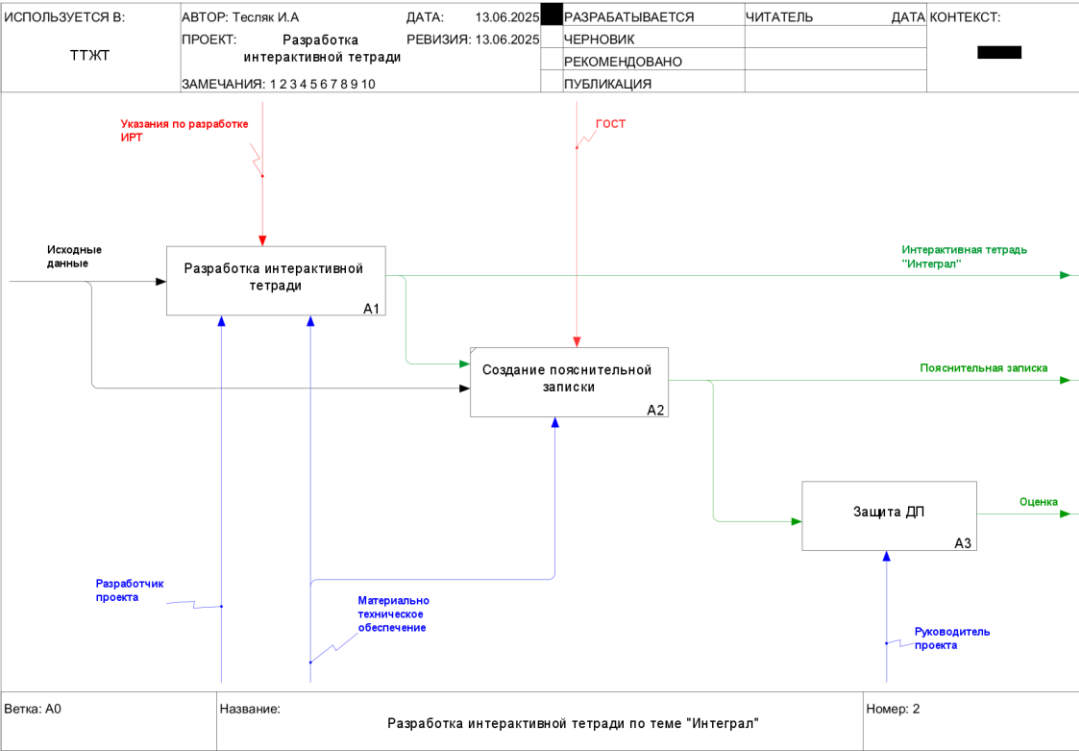 ИСПОЛЬЗУЕТСЯ В:
ТТЖТ
АВТОР: Тесляк И.А
ДАТА: 13.06.2025
ПРОЕКТ: Разработка
интерактивной тетради
РЕВИЗИЯ: 13.06.2025
ЗАМЕЧАНИЯ: 1 2 3 4 5 6 7 8 9 10
РАЗРАБАТЫВАЕТСЯ
ЧЕРНОВИК
РЕКОМЕНДОВАНО
ПУБЛИКАЦИЯ
ЧИТАТЕЛЬ
ДАТА
КОНТЕКСТ:
Указания по разработке
ИРТ
ГОСТ
Исходные
данные
Разработка интерактивной
тетради
A1
Интерактивная тетрадь
"Интеграл"
Создание пояснительной
записки
A2
Пояснительная записка
Защита ДП
A3
Оценка
Разработчик
проекта
Материально
техническое
обеспечение
Руководитель
проекта
Ветка: A0
Название:
Разработка интерактивной тетради по теме "Интеграл"
Номер: 2